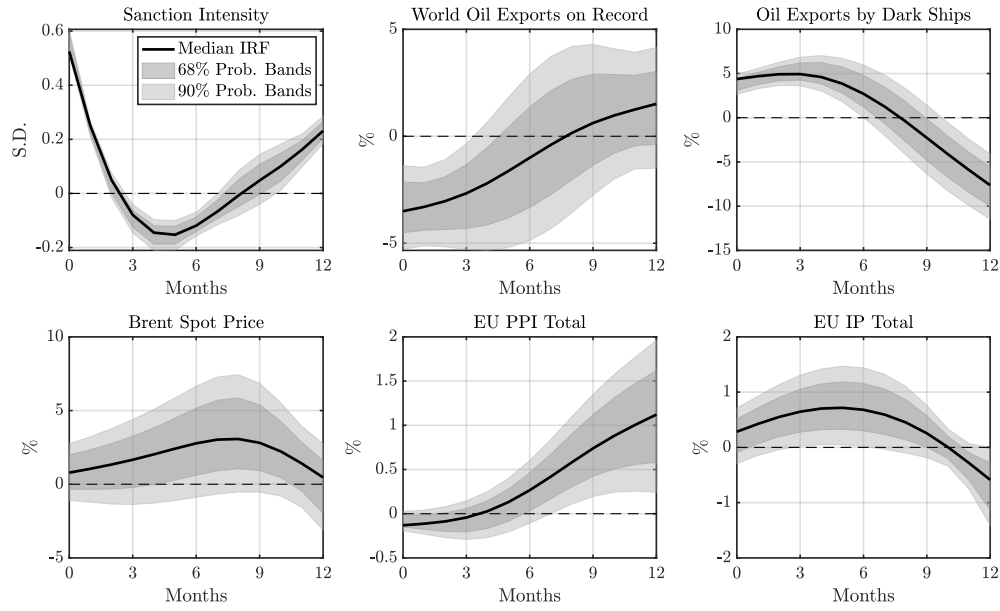 Sanction Intensity
0.6
0.4
0.2
0
-0.2
S.D.
Median IRF
68% Prob. Bands
90% Prob. Bands
0 3 6 9 12
Months
World Oil Exports on Record
5
0
-5
%
0 3 6 9 12
Months
Oil Exports by Dark Ships
10
5
0
-5
-10
15
%
0 3 6 9 12
Months
Brent Spot Price
10
5
0
-5
%
0 3 6 9 12
Months
EU PPI Total
2
1.5
1
0.5
0
-0.5
%
0 3 6 9 12
Months
EU IP Total
2
1
0
-1
-2
%
0 3 6 9 12
Months